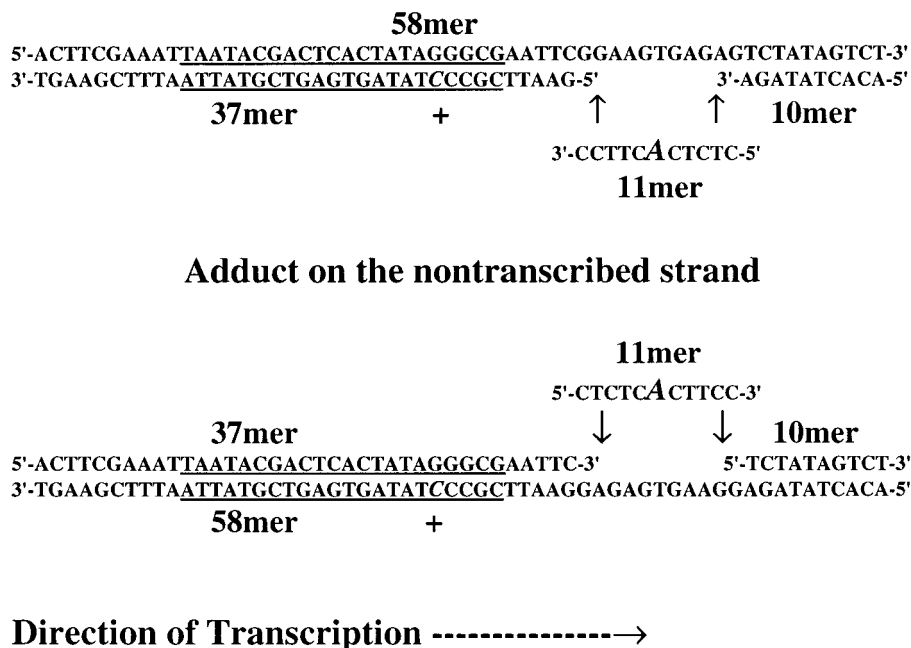 58mer
5'-ACTTCGAAATTAATACGACTCACTATAGGGCGAATTCGGAAGTGAGAGTCTATAGTCT-3'
3'-TGAAGCTTTAATTATGCTGAGTGATATCCCGCTTAAG-5' 3'-AGATATCACA-5'
37mer + ↑ ↑ 10mer
3'-CCTTCACTCTC-5'
11mer
Adduct on the nontranscribed strand
11mer
5'-CTCTCACTTCC-3'
37mer ↓ ↓ 10mer
5'-ACTTCGAAATTAATACGACTCACTATAGGGCGAATTC-3' 5'-TCTATAGTCT-3'
3'-TGAAGCTTTAATTATGCTGAGTGATATCCCGCTTAAGGAGAGTGAAGGAGATATCACA-5'
58mer +
Direction of Transcription ---------------→